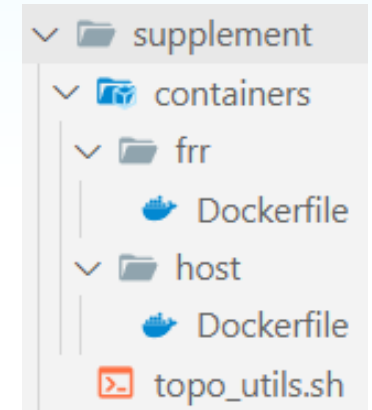 supplement
containers
frr
Dockerfile
host
Dockerfile
topo_utils.sh